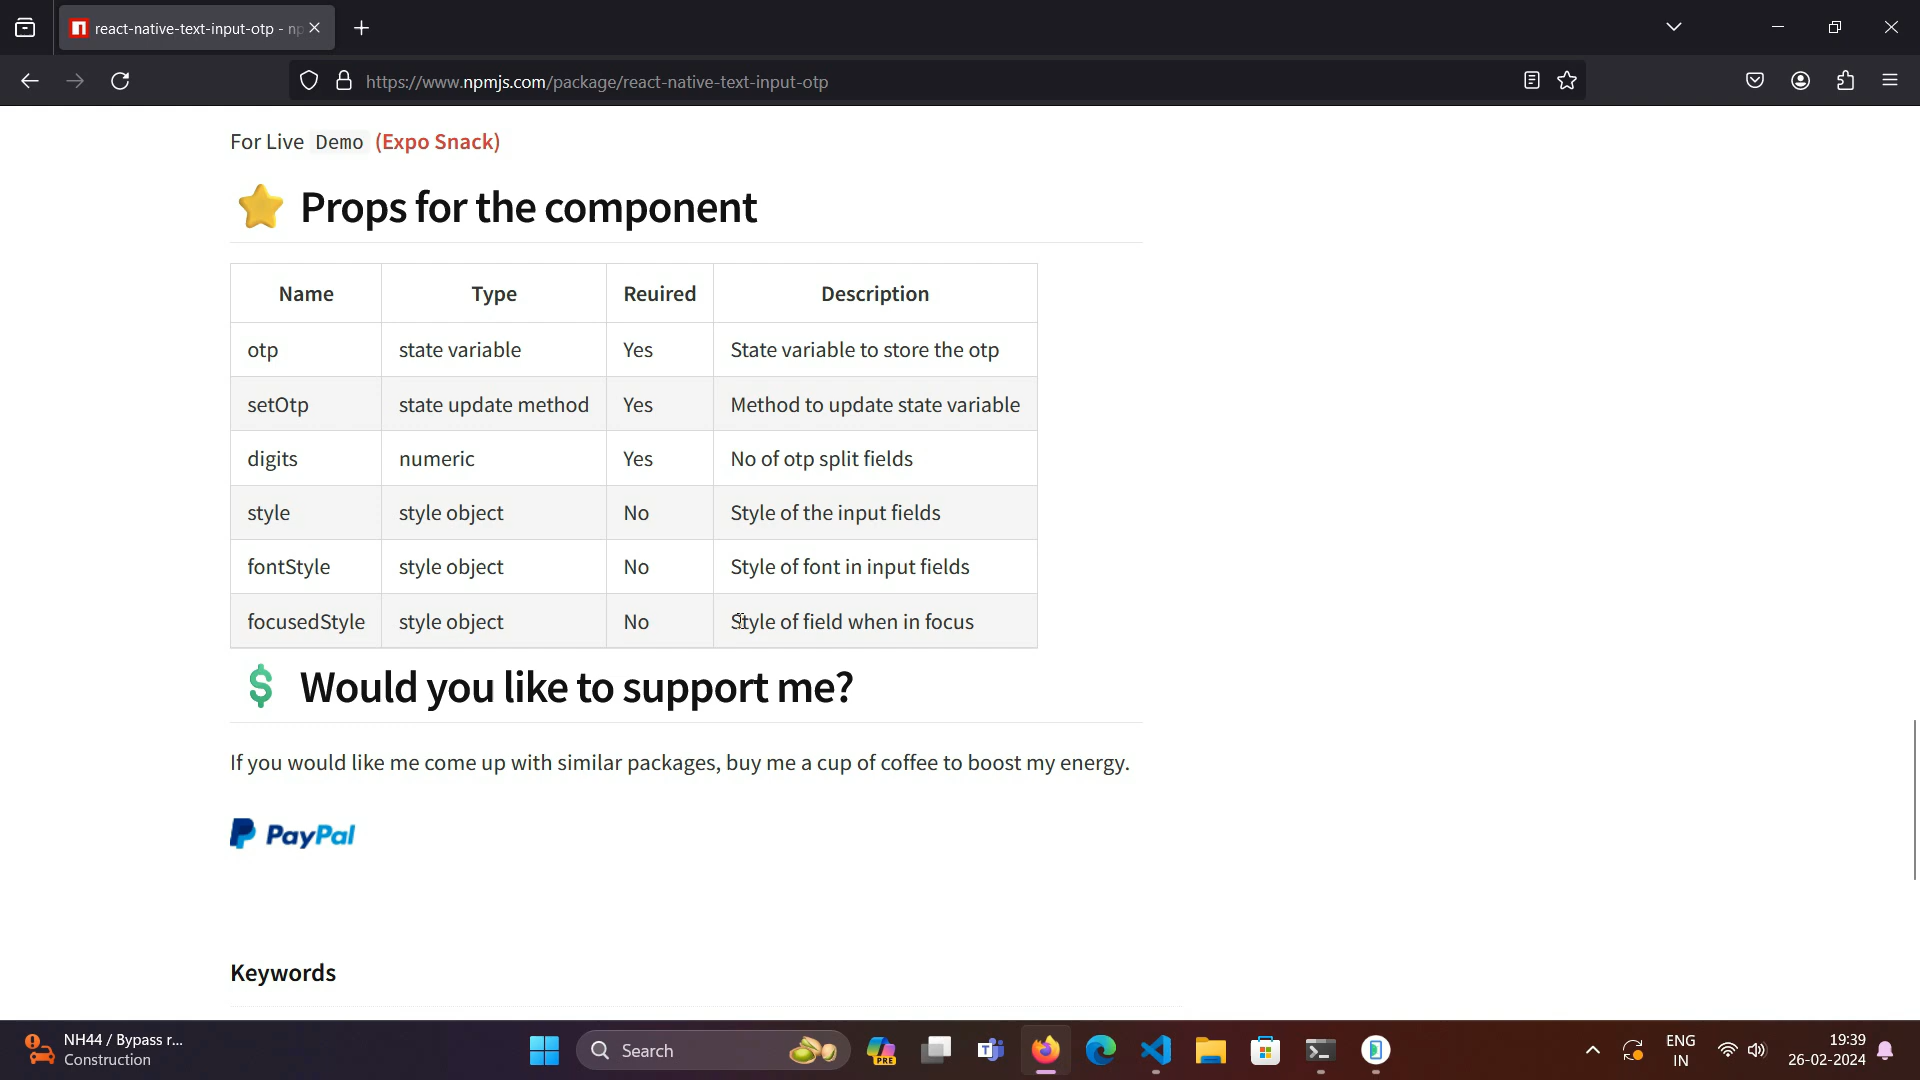 react-native-text-input-otp - np
https://www.npmjs.com/package/react-native-text-input-otp
For Live Demo (Expo Snack)
Props for the component
Name Type Reuired Description
otp state variable Yes State variable to store the otp
setOtp state update method Yes Method to update state variable
digits numeric Yes No of otp split fields
style style object No Style of the input fields
fontStyle style object No Style of font in input fields
focusedStyle style object No Style of field when in focus
$ Would you like to support me?
If you would like me come up with similar packages, buy me a cup of coffee to boost my energy.
PayPal
Keywords
NH44 / Bypass r...
Construction
Search
PRE
ENG
IN
19:39
26-02-2024